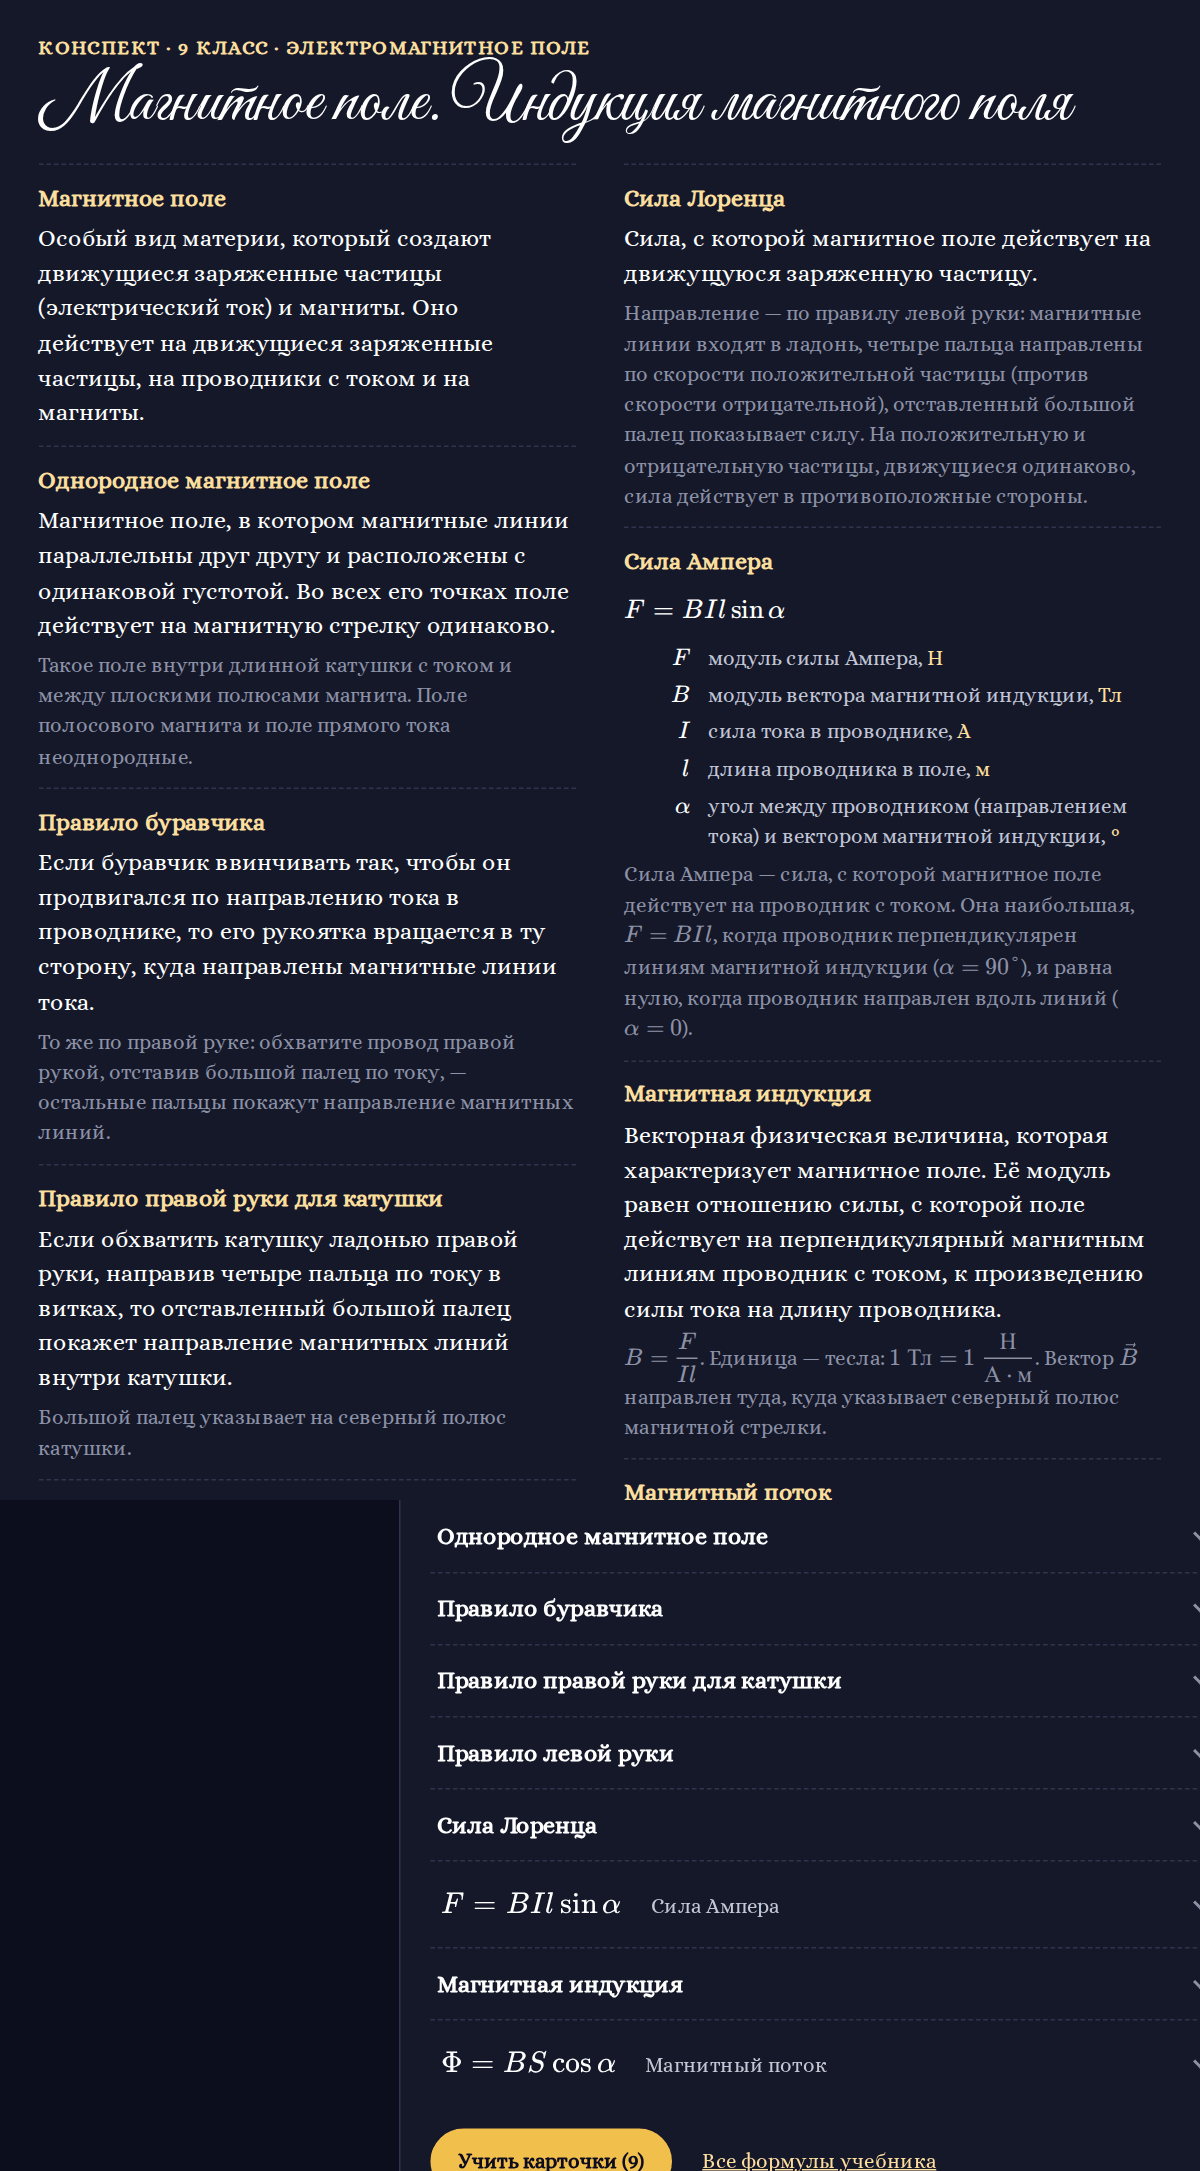 КОНСПЕКТ · 9 КЛАСС · ЭЛЕКТРОМАГНИТНОЕ ПОЛЕ
Магнитное поле. Индукция магнитного поля
Магнитное поле
Особый вид материи, который создают
движущиеся заряженные частицы
(электрический ток) и магниты. Оно
действует на движущиеся заряженные
частицы, на проводники с током и на
магниты.
Однородное магнитное поле
Магнитное поле, в котором магнитные линии
параллельны друг другу и расположены с
одинаковой густотой. Во всех его точках поле
действует на магнитную стрелку одинаково.
Такое поле внутри длинной катушки с током и
между плоскими полюсами магнита. Поле
полосового магнита и поле прямого тока
неоднородные.
Правило буравчика
Если буравчик ввинчивать так, чтобы он
продвигался по направлению тока в
проводнике, то его рукоятка вращается в ту
сторону, куда направлены магнитные линии
тока.
То же по правой руке: обхватите провод правой
рукой, отставив большой палец по току, —
остальные пальцы покажут направление магнитных
линий.
Правило правой руки для катушки
Если обхватить катушку ладонью правой
руки, направив четыре пальца по току в
витках, то отставленный большой палец
покажет направление магнитных линий
внутри катушки.
Большой палец указывает на северный полюс
катушки.
Сила Лоренца
Сила, с которой магнитное поле действует на
движущуюся заряженную частицу.
Направление — по правилу левой руки: магнитные
линии входят в ладонь, четыре пальца направлены
по скорости положительной частицы (против
скорости отрицательной), отставленный большой
палец показывает силу. На положительную и
отрицательную частицы, движущиеся одинаково,
сила действует в противоположные стороны.
Сила Ампера
F = BIl sin α
F модуль силы Ампера, Н
B модуль вектора магнитной индукции, Тл
I сила тока в проводнике, А
l длина проводника в поле, м
α угол между проводником (направлением
тока) и вектором магнитной индукции, °
Сила Ампера — сила, с которой магнитное поле
действует на проводник с током. Она наибольшая,
F = BIl, когда проводник перпендикулярен
линиям магнитной индукции (α = 90°), и равна
нулю, когда проводник направлен вдоль линий (
α = 0).
Магнитная индукция
Векторная физическая величина, которая
характеризует магнитное поле. Её модуль
равен отношению силы, с которой поле
действует на перпендикулярный магнитным
линиям проводник с током, к произведению
силы тока на длину проводника.
B = F/Il. Единица — тесла: 1 Тл = 1 Н/А · м. Вектор B⃗
направлен туда, куда указывает северный полюс
магнитной стрелки.
Магнитный поток
Однородное магнитное поле
Правило буравчика
Правило правой руки для катушки
Правило левой руки
Сила Лоренца
F = BIl sin α Сила Ампера
Магнитная индукция
Φ = BS cos α Магнитный поток
Учить карточки (9) Все формулы учебника